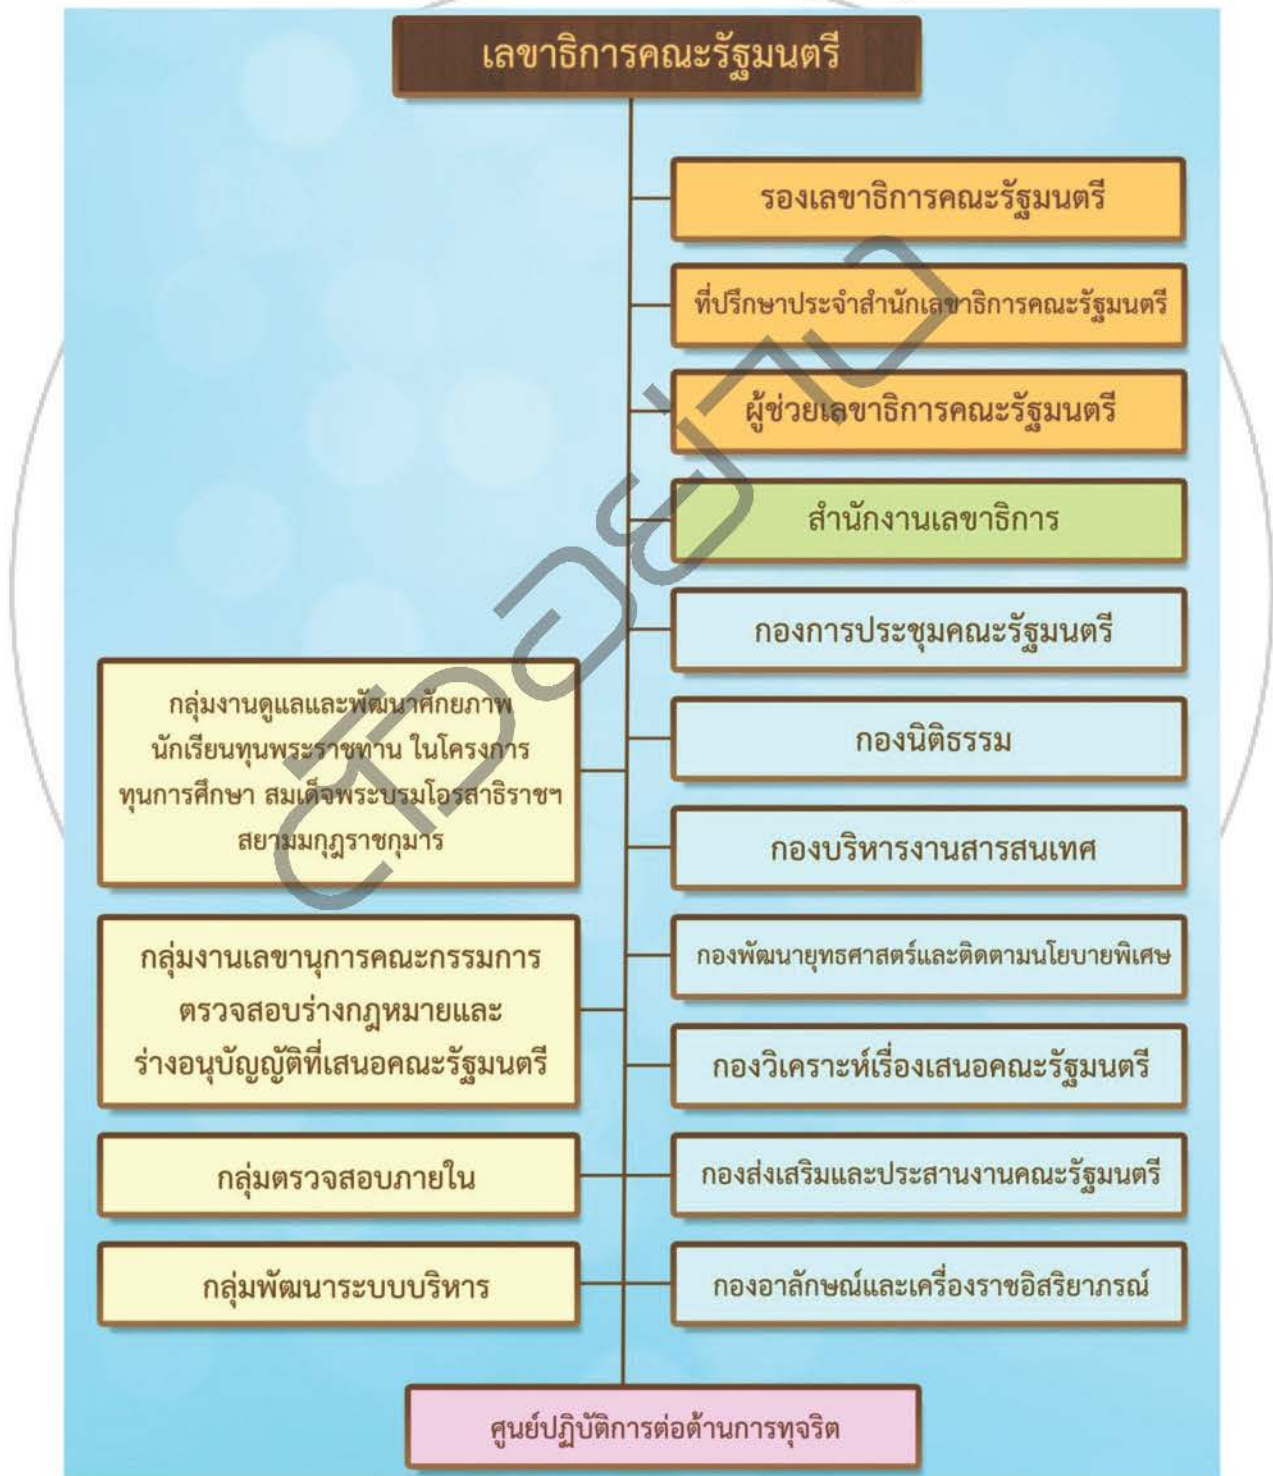 เลขาธิการคณะรัฐมนตรี
รองเลขาธิการคณะรัฐมนตรี
ที่ปรึกษาประจำสำนักเลขาธิการคณะรัฐมนตรี
ผู้ช่วยเลขาธิการคณะรัฐมนตรี
สำนักงานเลขาธิการ
กองการประชุมคณะรัฐมนตรี
กองนิติธรรม
กองบริหารงานสารสนเทศ
กองพัฒนายุทธศาสตร์และติดตามนโยบายพิเศษ
กองวิเคราะห์เรื่องเสนอคณะรัฐมนตรี
กองส่งเสริมและประสานงานคณะรัฐมนตรี
กองอาลักษณ์และเครื่องราชอิสริยาภรณ์
กลุ่มงานดูแลและพัฒนาศักยภาพ
นักเรียนทุนพระราชทาน ในโครงการ
ทุนการศึกษา สมเด็จพระบรมโอรสาธิราชฯ
สยามมกุฎราชกุมาร
กลุ่มงานเลขานุการคณะกรรมการ
ตรวจสอบร่างกฎหมายและ
ร่างอนุบัญญัติที่เสนอคณะรัฐมนตรี
กลุ่มตรวจสอบภายใน
กลุ่มพัฒนาระบบบริหาร
ศูนย์ปฏิบัติการต่อต้านการทุจริต
ตัวอย่าง